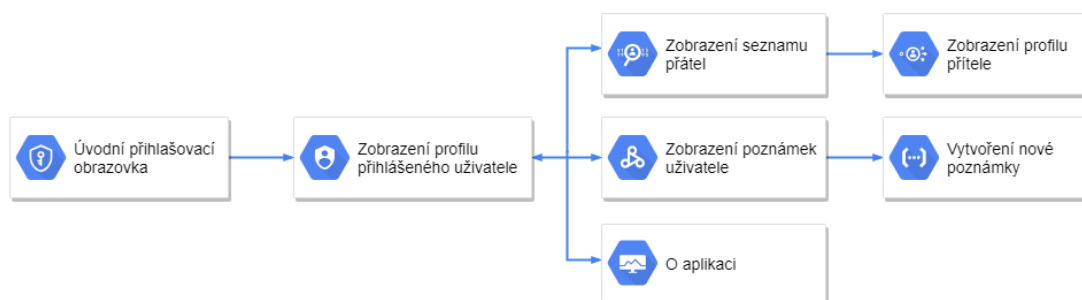 Zobrazení seznamu
přátel
Zobrazení profilu
přítele
Úvodní přihlašovací
obrazovka
Zobrazení profilu
přihlášeného uživatele
Zobrazení poznámek
uživatele
Vytvoření nové
poznámky
O aplikaci